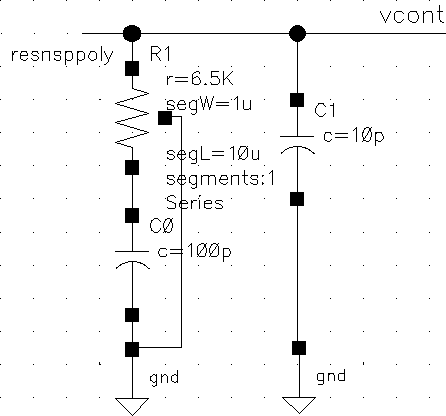 vcont
resnsppoly R1
r=6.5K
segW=1u
C1
c=10p
segL=10u
segments:1
Series
C0
c=100p
gnd
gnd